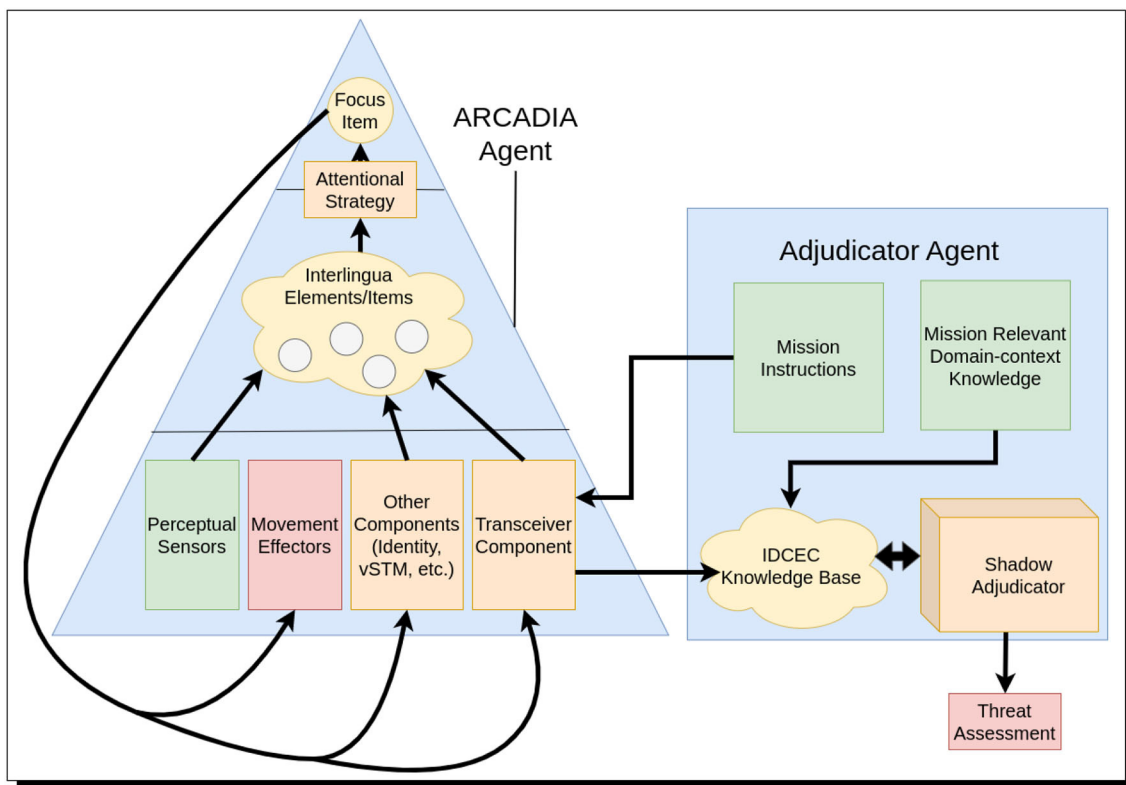 Focus
Item
ARCADIA
Agent
Attentional
Strategy
Interlingua
Elements/Items
Perceptual
Sensors
Movement
Effectors
Other
Components
(Identity,
vSTM, etc.)
Transceiver
Component
Adjudicator Agent
Mission
Instructions
Mission Relevant
Domain-context
Knowledge
IDCEC
Knowledge Base
Shadow
Adjudicator
Threat
Assessment